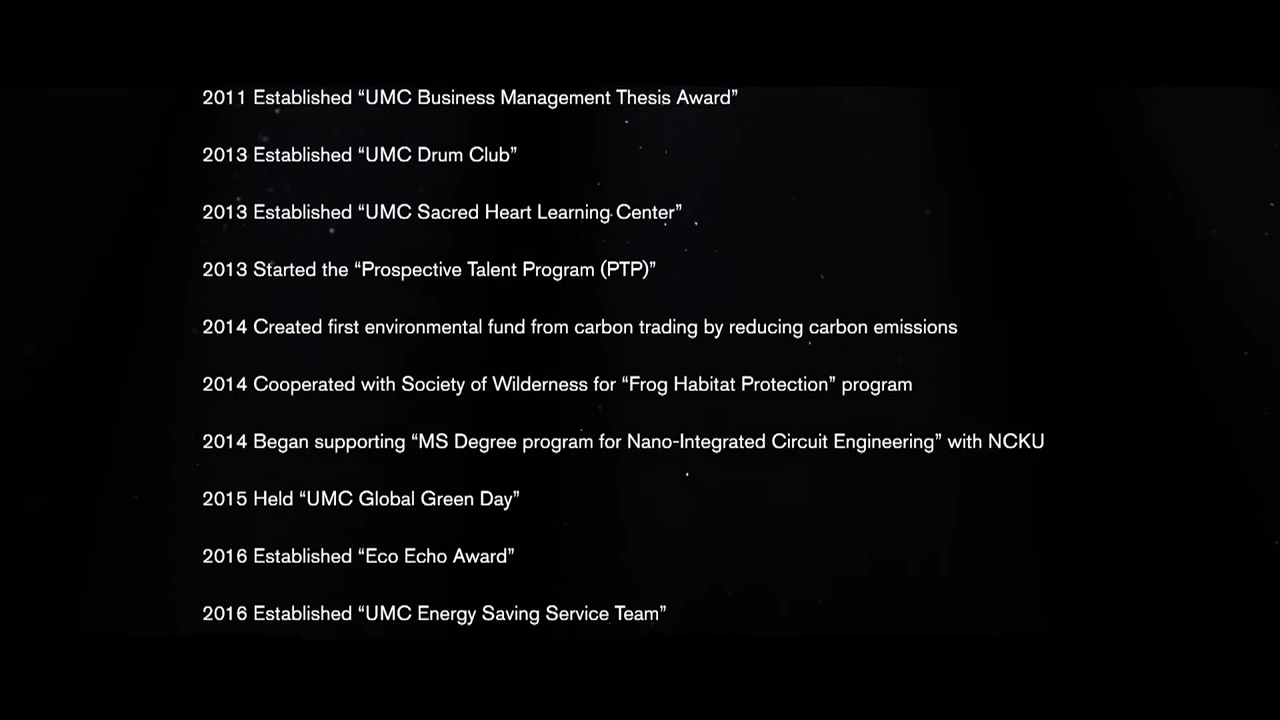 2011 Established “UMC Business Management Thesis Award”
2013 Established “UMC Drum Club”
2013 Established “UMC Sacred Heart Learning Center”
2013 Started the “Prospective Talent Program (PTP)”
2014 Created first environmental fund from carbon trading by reducing carbon emissions
2014 Cooperated with Society of Wilderness for “Frog Habitat Protection” program
2014 Began supporting “MS Degree program for Nano-Integrated Circuit Engineering” with NCKU
2015 Held “UMC Global Green Day”
2016 Established “Eco Echo Award”
2016 Established “UMC Energy Saving Service Team”